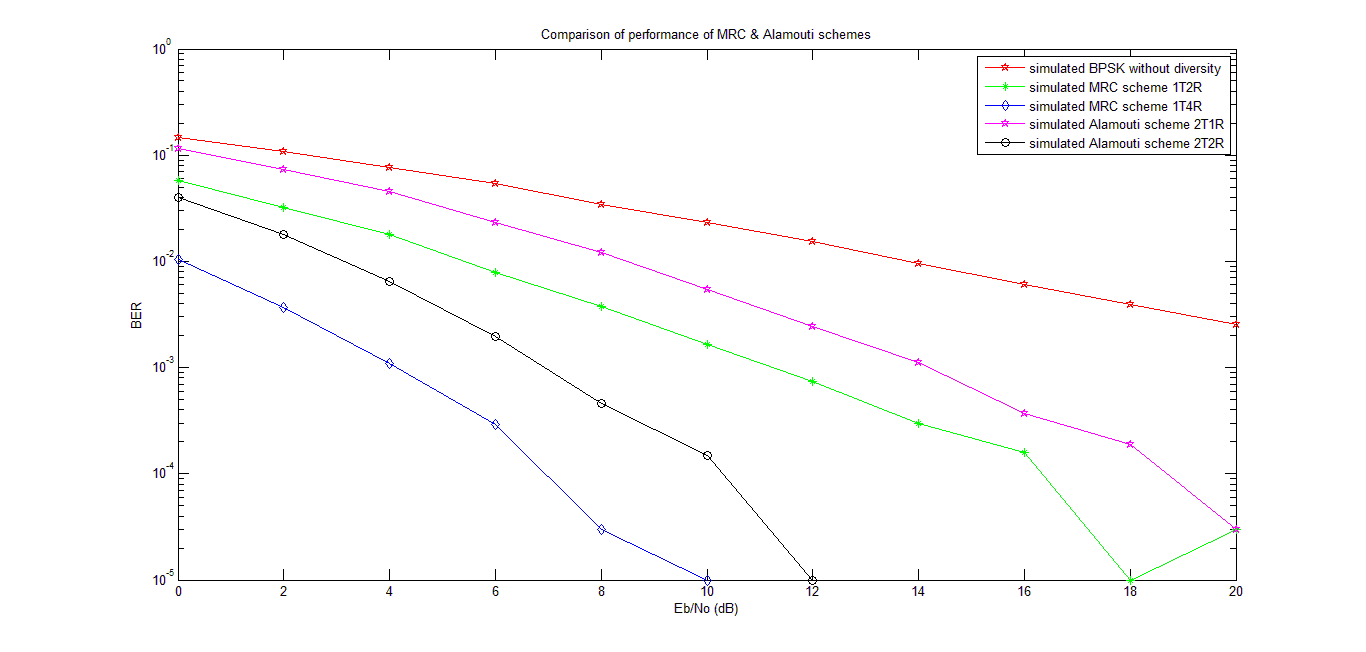 Comparison of performance of MRC & Alamouti schemes
simulated BPSK without diversity
simulated MRC scheme 1T2R
simulated MRC scheme 1T4R
simulated Alamouti scheme 2T1R
simulated Alamouti scheme 2T2R
10^0
10^-1
10^-2
10^-3
10^-4
10^-5
BER
0 2 4 6 8 10 12 14 16 18 20
Eb/No (dB)